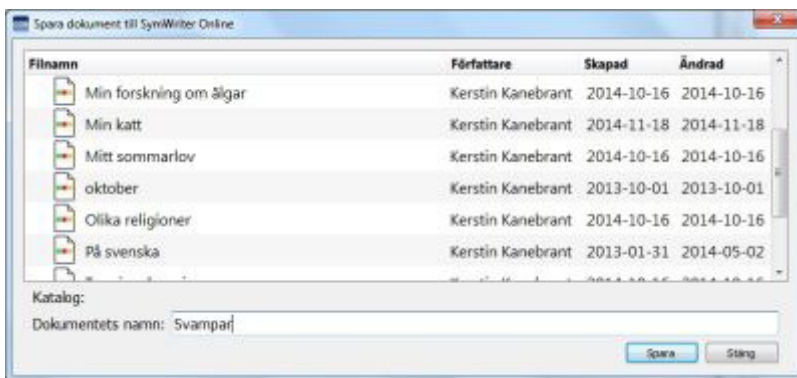 Spara dokument till SymWriter Online
Filnamn Författare Skapad Ändrad
Min forskning om älgar Kerstin Kanebrant 2014-10-16 2014-10-16
Min katt Kerstin Kanebrant 2014-11-18 2014-11-18
Mitt sommarlov Kerstin Kanebrant 2014-10-16 2014-10-16
oktober Kerstin Kanebrant 2013-10-01 2013-10-01
Olika religioner Kerstin Kanebrant 2014-10-16 2014-10-16
På svenska Kerstin Kanebrant 2013-01-31 2014-05-02
Katalog:
Dokumentets namn: Svampar
Spara Stäng